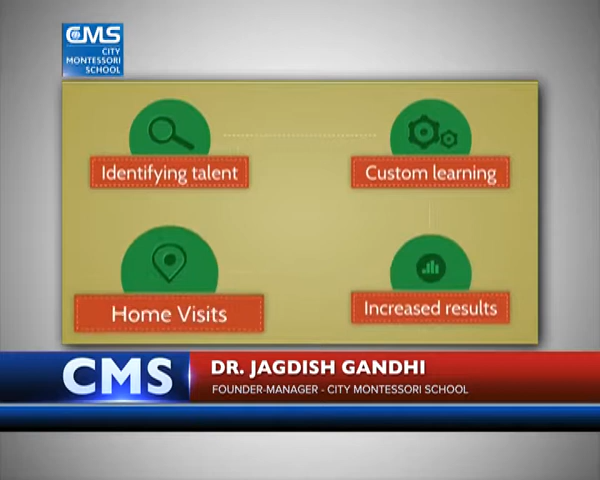 CMS
CITY
MONTESSORI
SCHOOL
Identifying talent
Custom learning
Home Visits
Increased results
CMS
DR. JAGDISH GANDHI
FOUNDER-MANAGER - CITY MONTESSORI SCHOOL